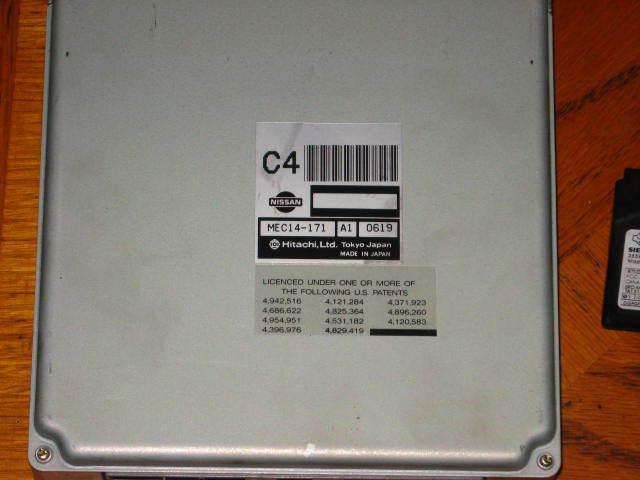 C4
NISSAN
MEC14-171 A1 0619
Hitachi, Ltd. Tokyo Japan
MADE IN JAPAN
LICENCED UNDER ONE OR MORE OF
THE FOLLOWING U.S. PATENTS
4,942,516 4,121,284 4,371,923
4,686,622 4,825,364 4,896,260
4,954,951 4,531,182 4,120,583
4,396,976 4,829,419